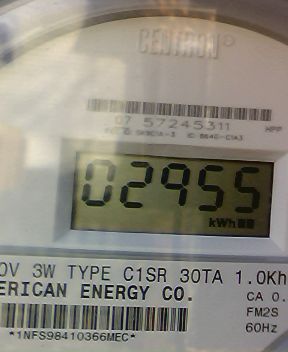 CENTRON®
07 57245311 HPP
02955
kWh
0V 3W TYPE C1SR 30TA 1.0Kh
ERICAN ENERGY CO.
CA 0.
FM2S
60Hz
*1NFS98410366MEC*